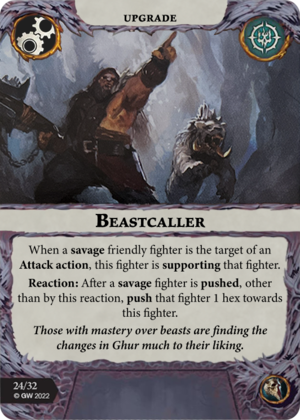 UPGRADE
BEASTCALLER
When a savage friendly fighter is the target of an
Attack action, this fighter is supporting that fighter.
Reaction: After a savage fighter is pushed, other
than by this reaction, push that fighter 1 hex towards
this fighter.
Those with mastery over beasts are finding the
changes in Ghur much to their liking.
24/32
© GW 2022